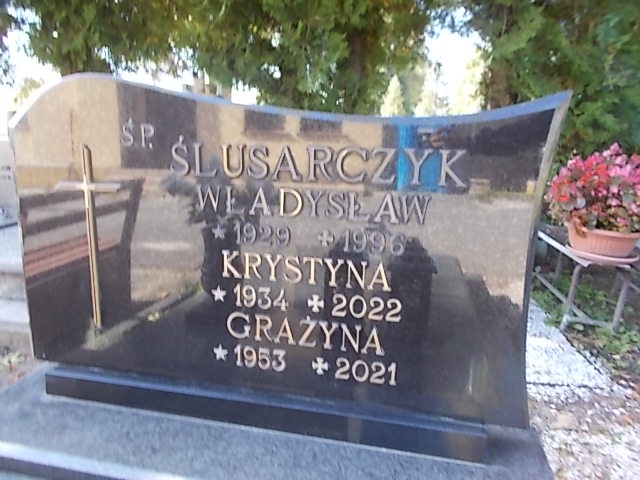 ŚP. ŚLUSARCZYK
WŁADYSŁAW
* 1929 + 1996
KRYSTYNA
* 1934 + 2022
GRAŻYNA
* 1953 + 2021